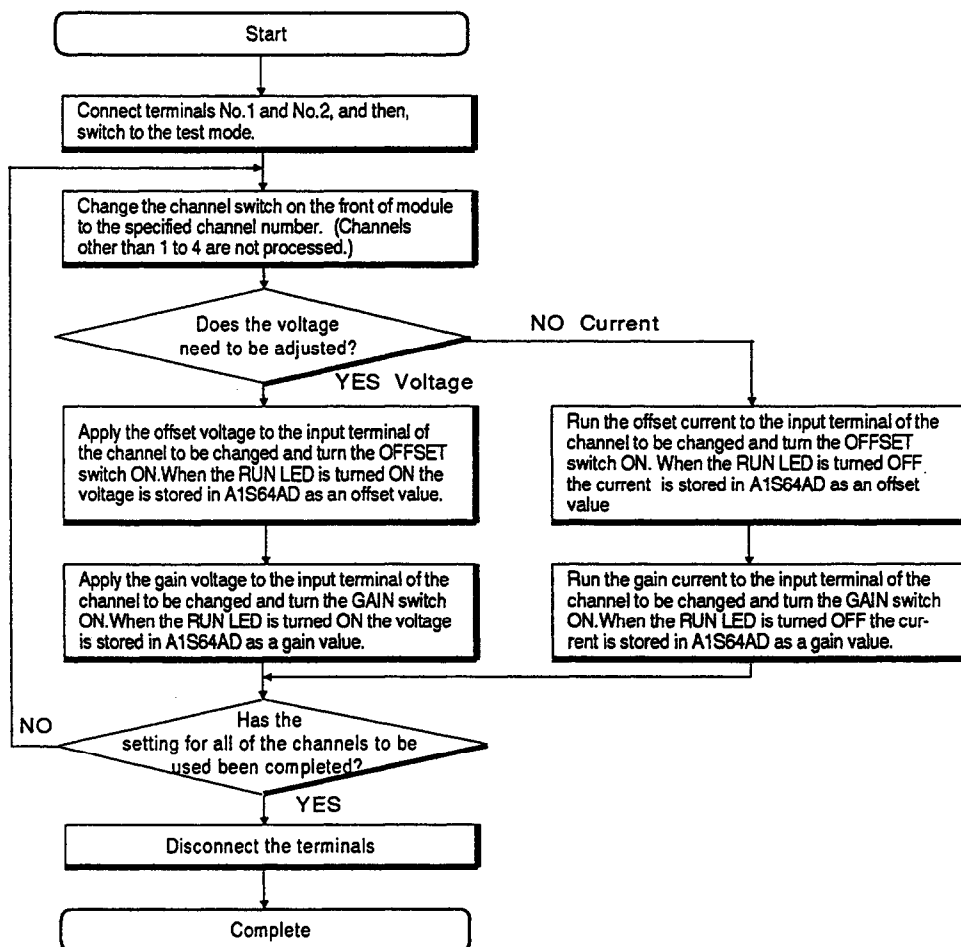 Start
Connect terminals No.1 and No.2, and then,
switch to the test mode.
Change the channel switch on the front of module
to the specified channel number. (Channels
other than 1 to 4 are not processed.)
Does the voltage
need to be adjusted?
NO Current
YES Voltage
Apply the offset voltage to the input terminal of
the channel to be changed and turn the OFFSET
switch ON.When the RUN LED is turned ON the
voltage is stored in A1S64AD as an offset value.
Run the offset current to the input terminal of the
channel to be changed and turn the OFFSET
switch ON. When the RUN LED is turned OFF
the current is stored in A1S64AD as an offset
value
Apply the gain voltage to the input terminal of the
channel to be changed and turn the GAIN switch
ON.When the RUN LED is turned ON the voltage
is stored in A1S64AD as a gain value.
Run the gain current to the input terminal of the
channel to be changed and turn the GAIN switch
ON.When the RUN LED is turned OFF the cur-
rent is stored in A1S64AD as a gain value.
NO
Has the
setting for all of the channels to be
used been completed?
YES
Disconnect the terminals
Complete